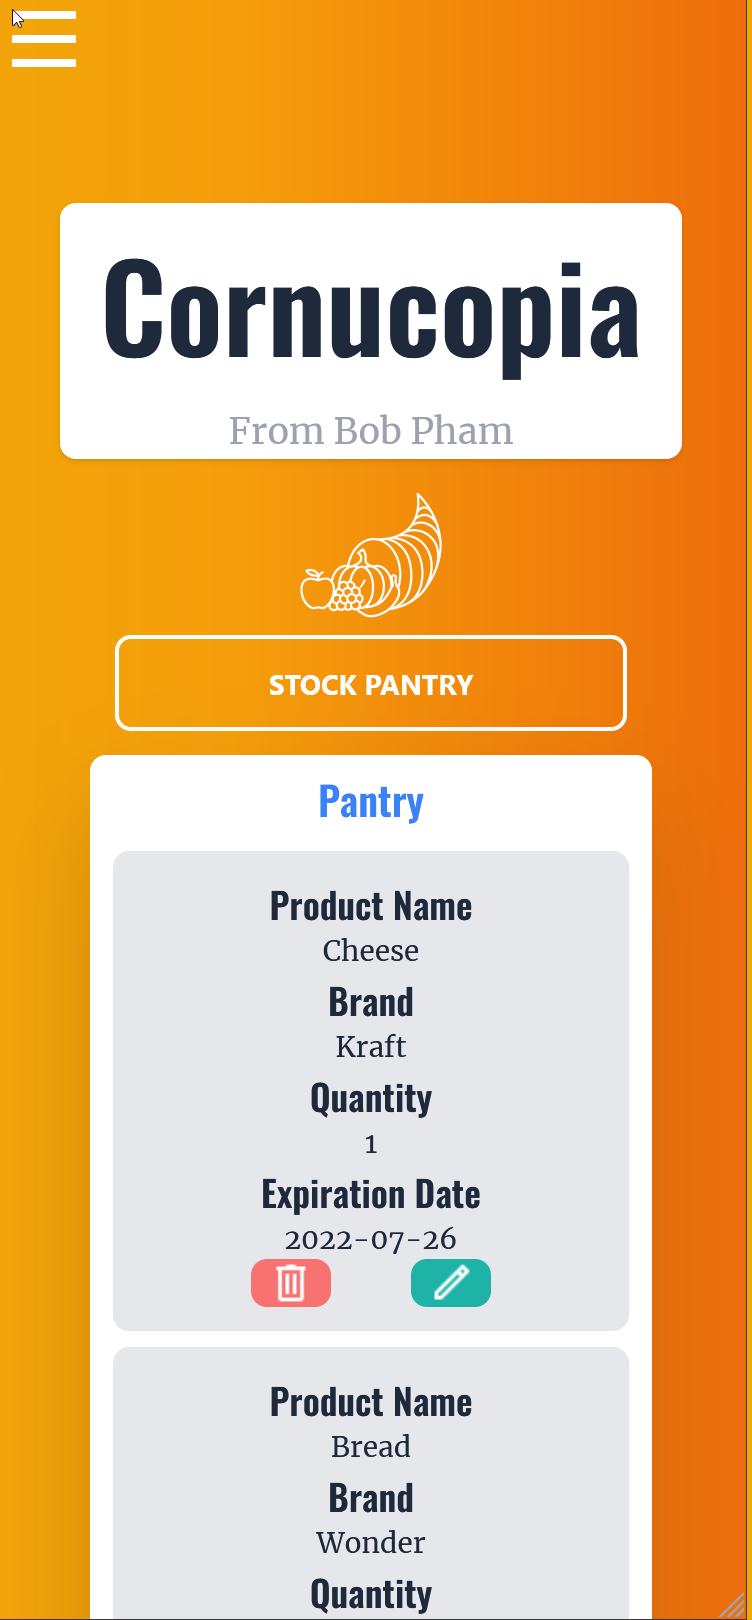 Cornucopia
From Bob Pham
STOCK PANTRY
Pantry
Product Name
Cheese
Brand
Kraft
Quantity
1
Expiration Date
2022-07-26
Product Name
Bread
Brand
Wonder
Quantity